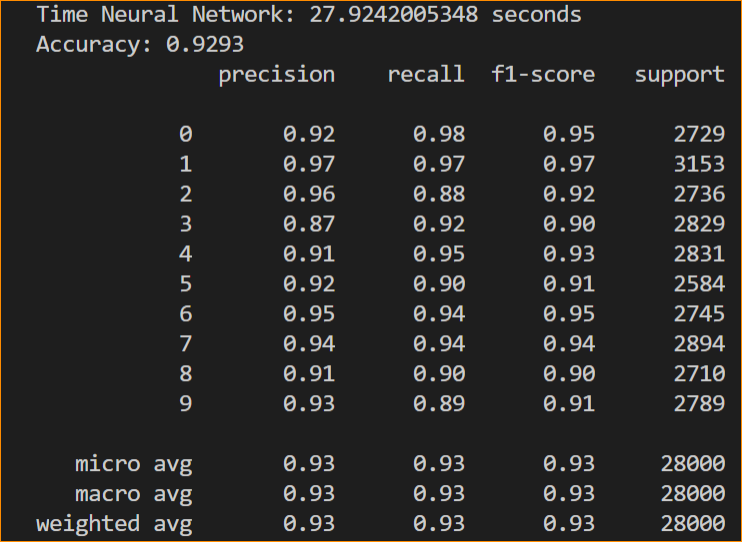 Time Neural Network: 27.9242005348 seconds
Accuracy: 0.9293
precision recall f1-score support
0 0.92 0.98 0.95 2729
1 0.97 0.97 0.97 3153
2 0.96 0.88 0.92 2736
3 0.87 0.92 0.90 2829
4 0.91 0.95 0.93 2831
5 0.92 0.90 0.91 2584
6 0.95 0.94 0.95 2745
7 0.94 0.94 0.94 2894
8 0.91 0.90 0.90 2710
9 0.93 0.89 0.91 2789
micro avg 0.93 0.93 0.93 28000
macro avg 0.93 0.93 0.93 28000
weighted avg 0.93 0.93 0.93 28000